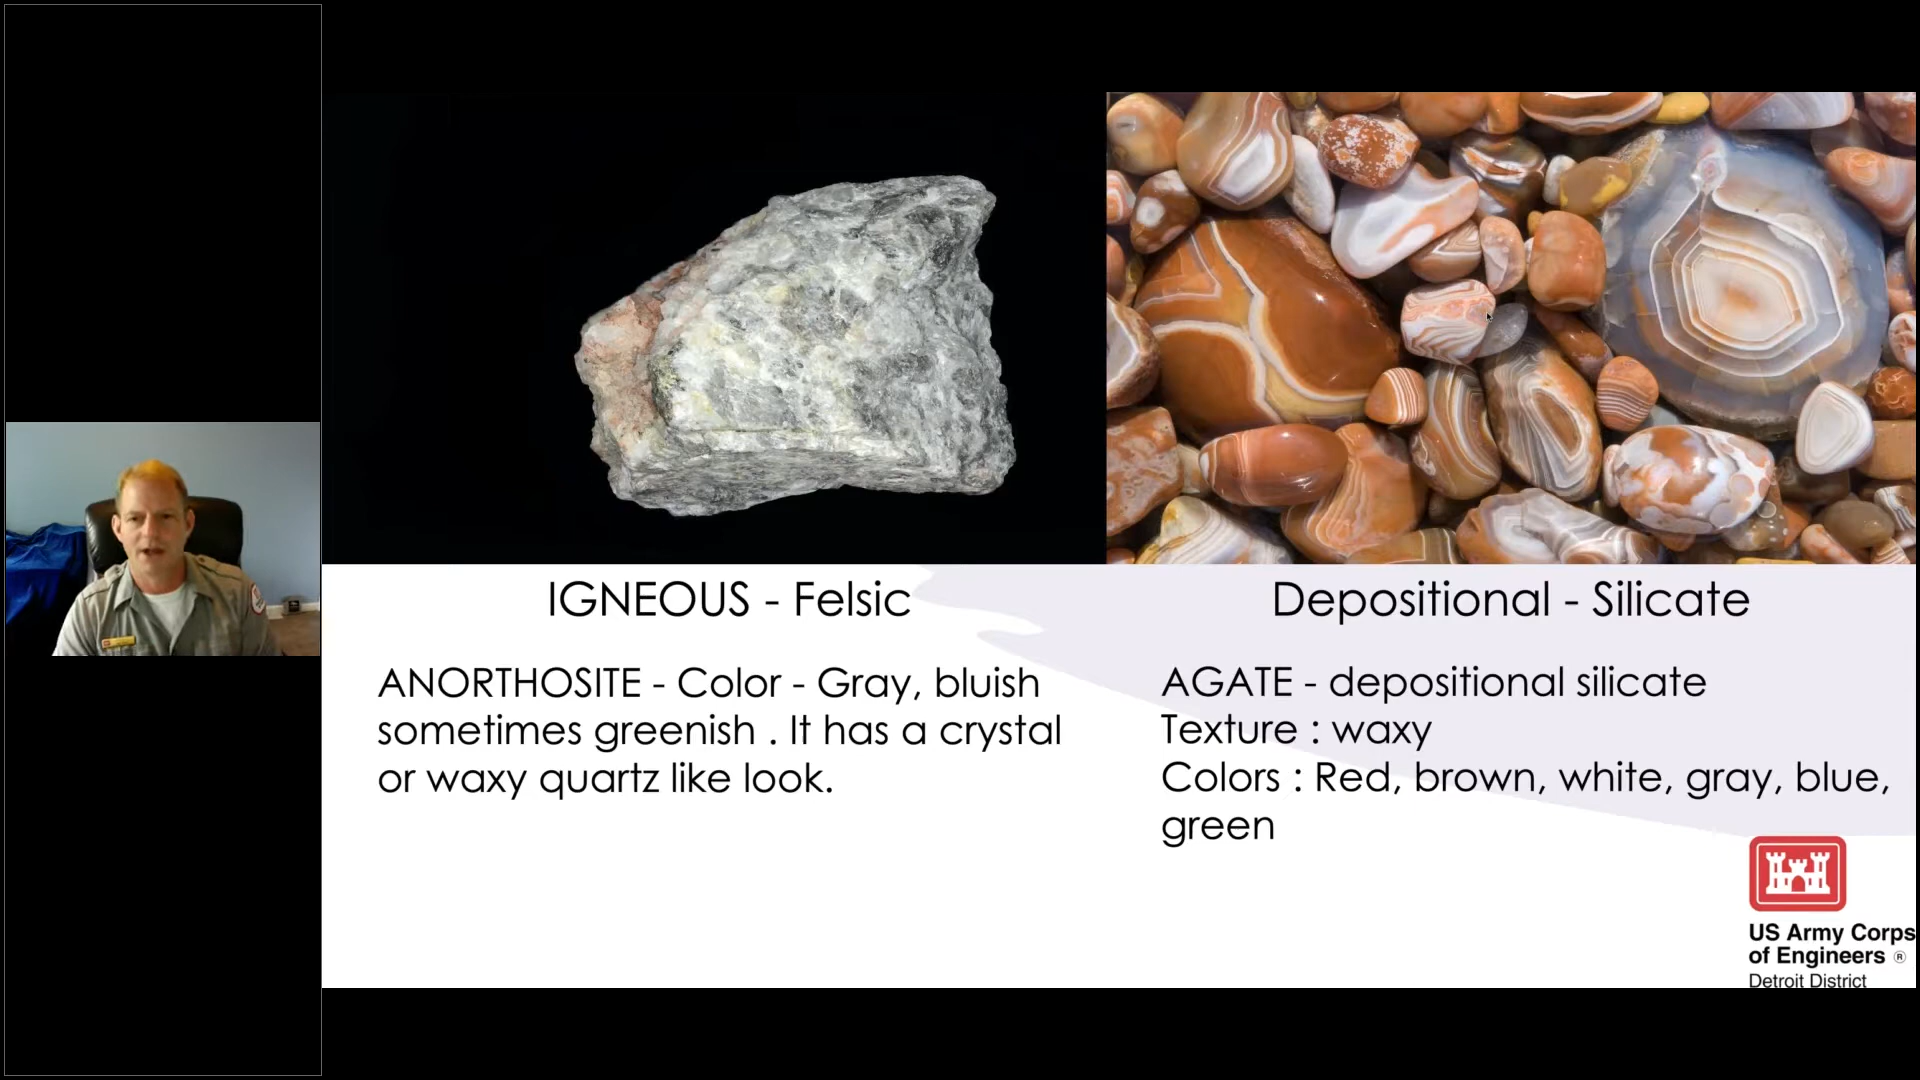 IGNEOUS - Felsic
ANORTHOSITE - Color - Gray, bluish
sometimes greenish . It has a crystal
or waxy quartz like look.
Depositional - Silicate
AGATE - depositional silicate
Texture : waxy
Colors : Red, brown, white, gray, blue,
green
US Army Corps
of Engineers ®
Detroit District